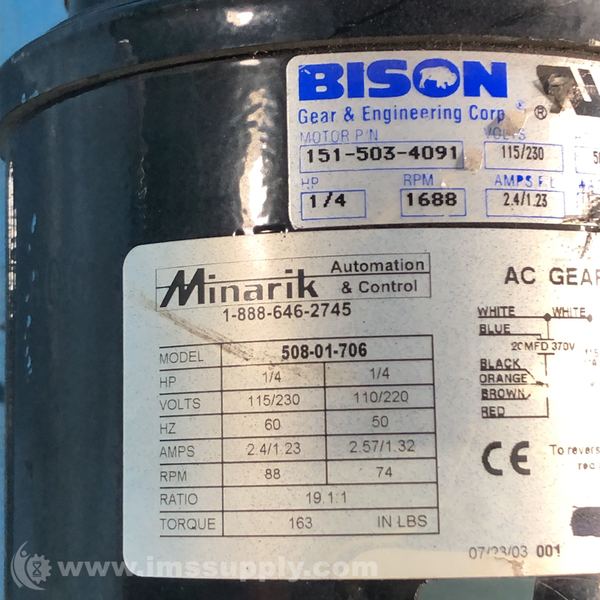 BISON
Gear & Engineering Corp. ®
MOTOR P/N VOLTS
151-503-4091 115/230
HP RPM AMPS F.L.
1/4 1688 2.4/1.23
Minarik Automation & Control
1-888-646-2745
MODEL 508-01-706
HP 1/4 1/4
VOLTS 115/230 110/220
HZ 60 50
AMPS 2.4/1.23 2.57/1.32
RPM 88 74
RATIO 19.1:1
TORQUE 163 IN LBS
AC GEAR
WHITE WHITE
BLUE
20MFD 370V
BLACK
ORANGE
BROWN
RED
CE
To revers
07/23/03 001
© www.imssupply.com